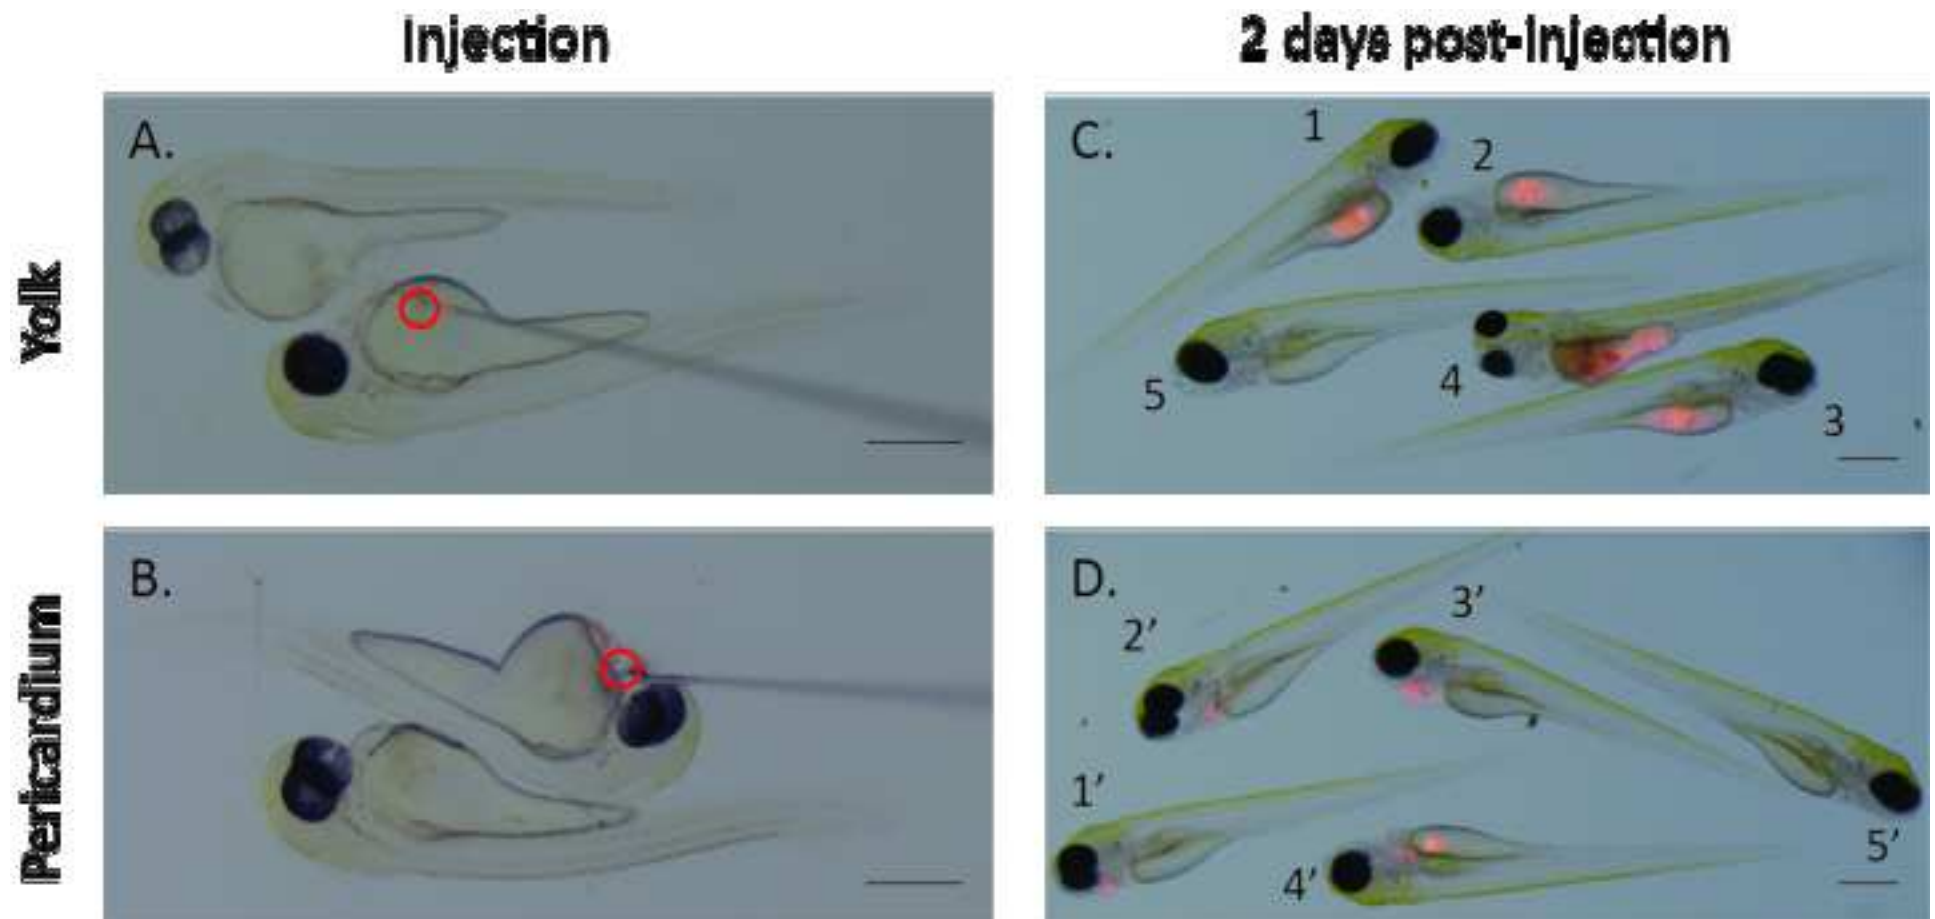 Injection
2 days post-injection
Yolk
A.
C.
1
2
5
4
3
Pericardium
B.
D.
2’
3’
1’
4’
5’